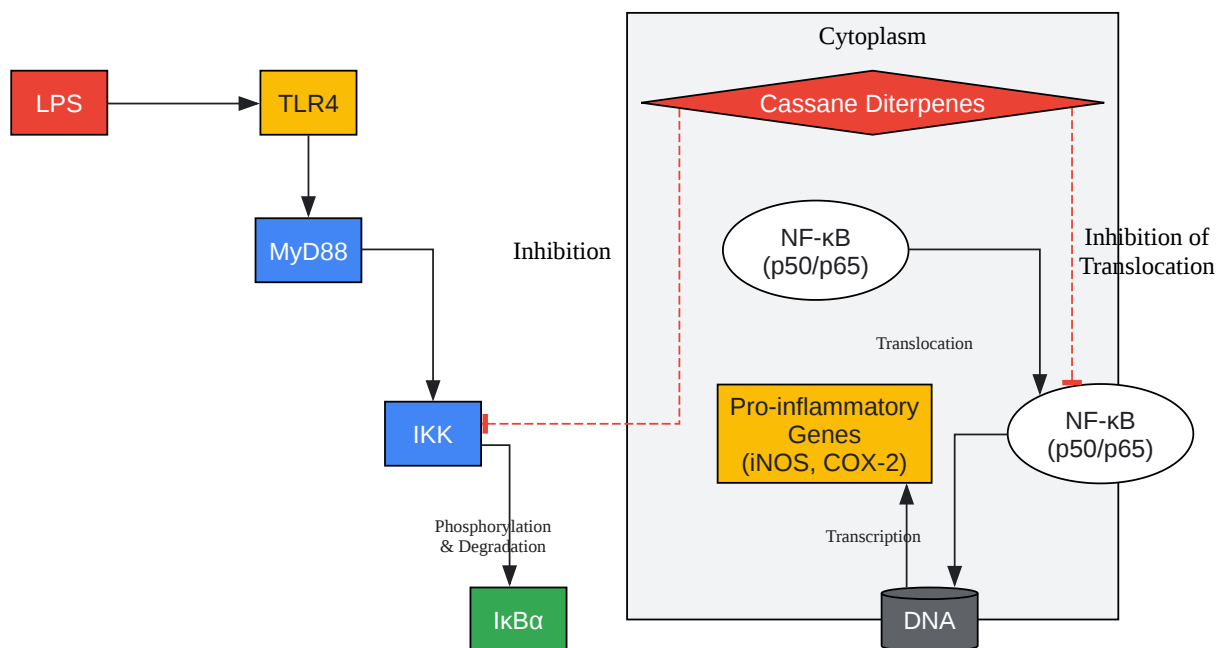 Cytoplasm
LPS
TLR4
Cassane Diterpenes
MyD88
Inhibition
NF-κB
(p50/p65)
Inhibition of
Translocation
Translocation
IKK
Pro-inflammatory
Genes
(iNOS, COX-2)
NF-κB
(p50/p65)
Phosphorylation
& Degradation
Transcription
IκBα
DNA